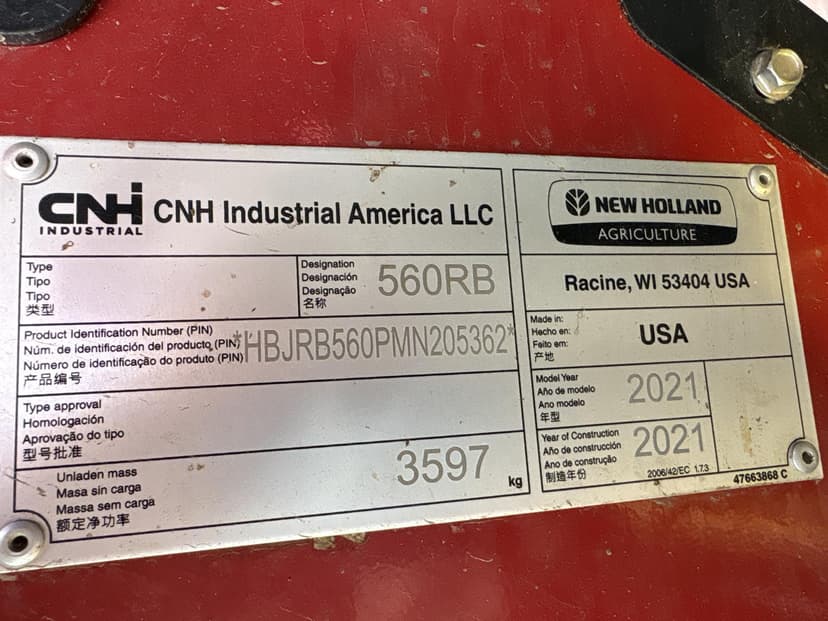 CNHi INDUSTRIAL CNH Industrial America LLC
Type
Tipo
Tipo
类型
Designation
Designación
Designação
名称
560RB
Product Identification Number (PIN)
Núm. de identificación del producto (PIN)
Número de identificação do produto (PIN)
产品编号
*HBJRB560PMN205362*
Type approval
Homologación
Aprovação do tipo
型号批准
Unladen mass
Masa sin carga
Massa sem carga
额定净功率
3597 kg
NEW HOLLAND
AGRICULTURE
Racine, WI 53404 USA
Made in:
Hecho en:
Feito em:
产地
USA
Model Year
Año de modelo
Ano modelo
年型
2021
Year of Construction
Año de construcción
Ano de construção
制造年份
2021
2006/42/EC 1.7.3
47663868 C